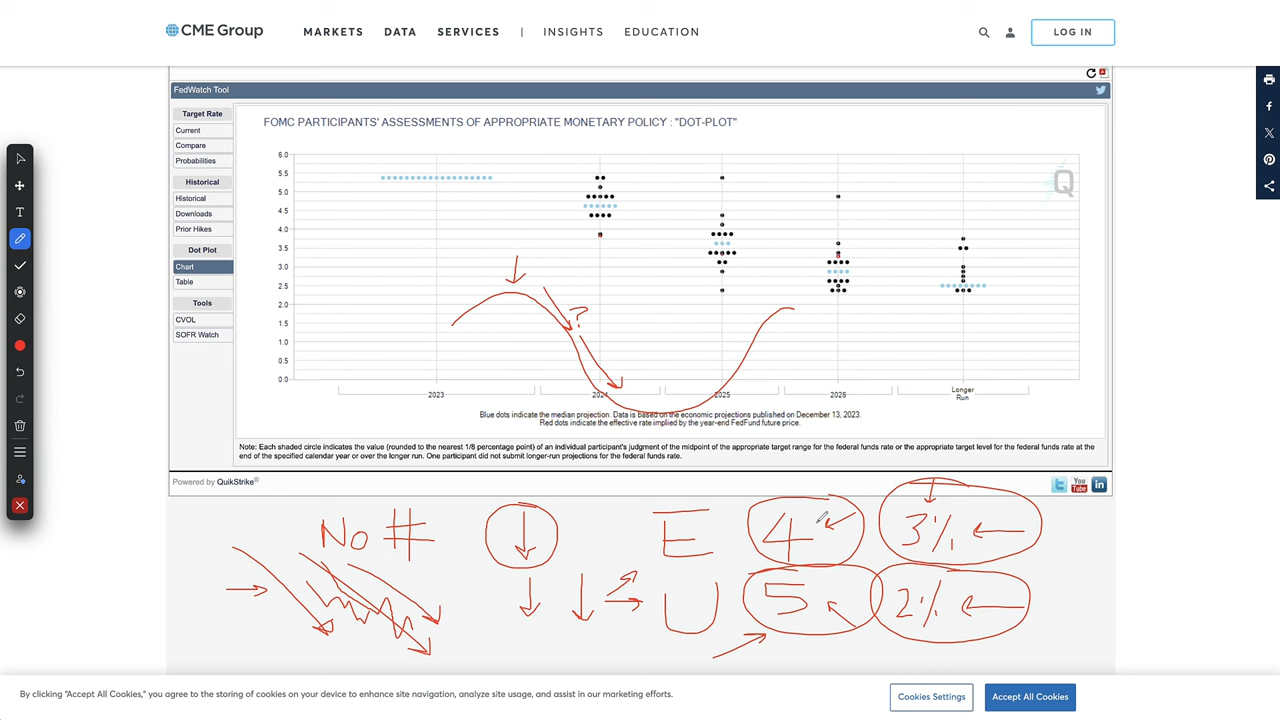 CME Group MARKETS DATA SERVICES | INSIGHTS EDUCATION LOG IN
FedWatch Tool
Target Rate
Current
Compare
Probabilities
Historical
Historical
Downloads
Prior Hikes
Dot Plot
Chart
Table
Tools
CVOL
SOFR Watch
FOMC PARTICIPANTS' ASSESSMENTS OF APPROPRIATE MONETARY POLICY : "DOT-PLOT"
Q
6.0
5.5
5.0
4.5
4.0
3.5
3.0
2.5
2.0
1.5
1.0
0.5
0.0
?
2023 2024 2025 2026 Longer
Run
Blue dots indicate the median projection. Data is based on the economic projections published on December 13, 2023.
Red dots indicate the effective rate implied by the year-end FedFund future price.
Note: Each shaded circle indicates the value (rounded to the nearest 1/8 percentage point) of an individual participant's judgment of the midpoint of the appropriate target range for the federal funds rate or the appropriate target level for the federal funds rate at the
end of the specified calendar year or over the longer run. One participant did not submit longer-run projections for the federal funds rate.
Powered by QuikStrike®
You
Tube
in
No # E 4 3%
U 5 2%
By clicking "Accept All Cookies," you agree to the storing of cookies on your device to enhance site navigation, analyze site usage, and assist in our marketing efforts.
Cookies Settings
Accept All Cookies